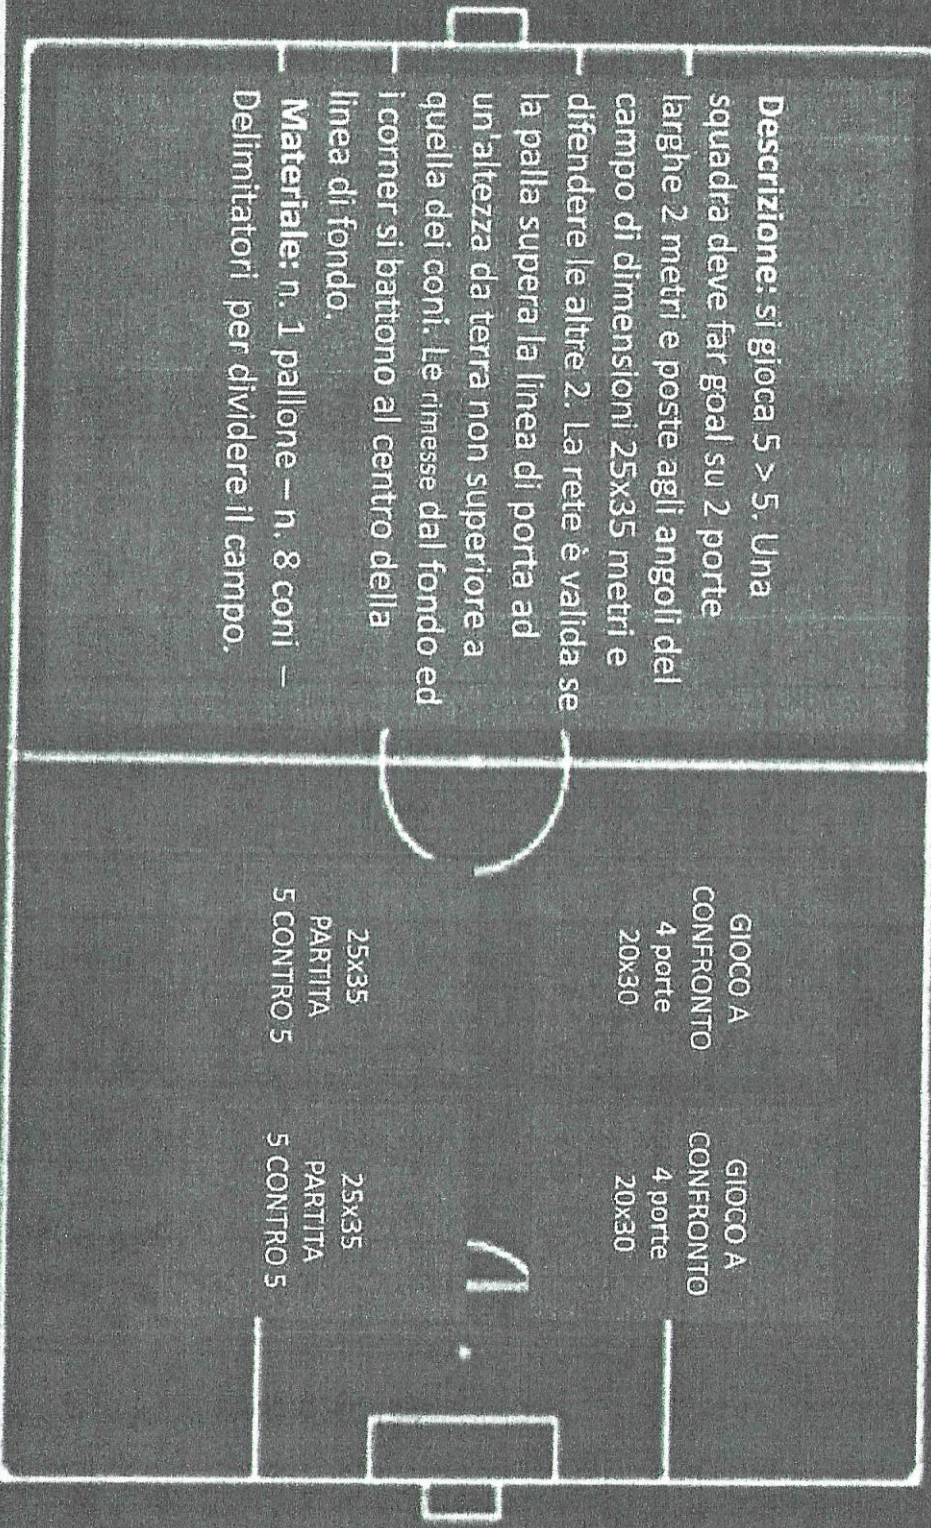 Descrizione: si gioca 5 > 5. Una
squadra deve far goal su 2 porte
larghe 2 metri e poste agli angoli del
campo di dimensioni 25x35 metri e
difendere le altre 2. La rete è valida se
la palla supera la linea di porta ad
un'altezza da terra non superiore a
quella dei coni. Le rimesse dal fondo ed
i corner si battono al centro della
linea di fondo.
Materiale: n. 1 pallone – n. 8 coni –
Delimitatori per dividere il campo.
GIOCO A
CONFRONTO
4 porte
20x30
GIOCO A
CONFRONTO
4 porte
20x30
25x35
PARTITA
5 CONTRO 5
25x35
PARTITA
5 CONTRO 5